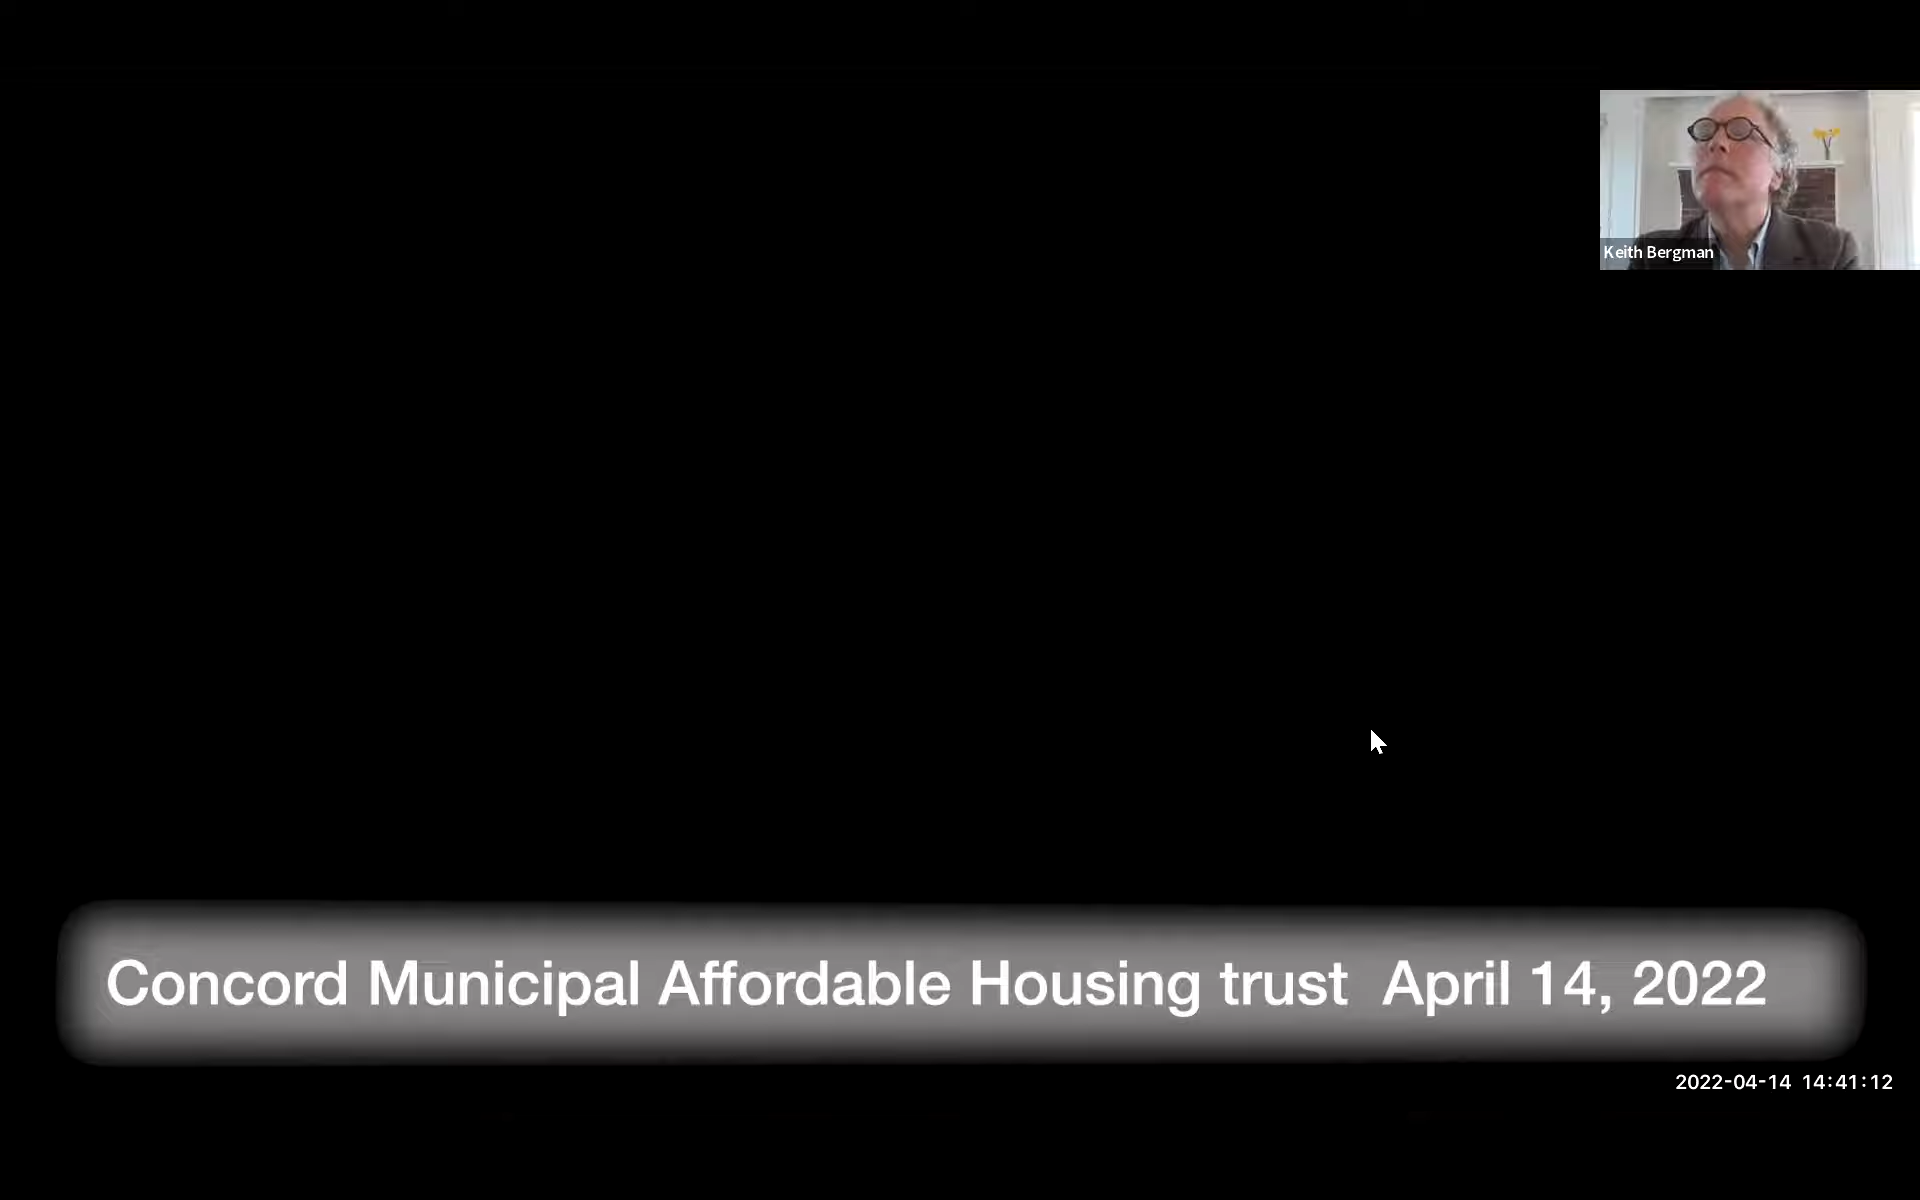 Keith Bergman
Concord Municipal Affordable Housing trust  April 14, 2022
2022-04-14 14:41:12